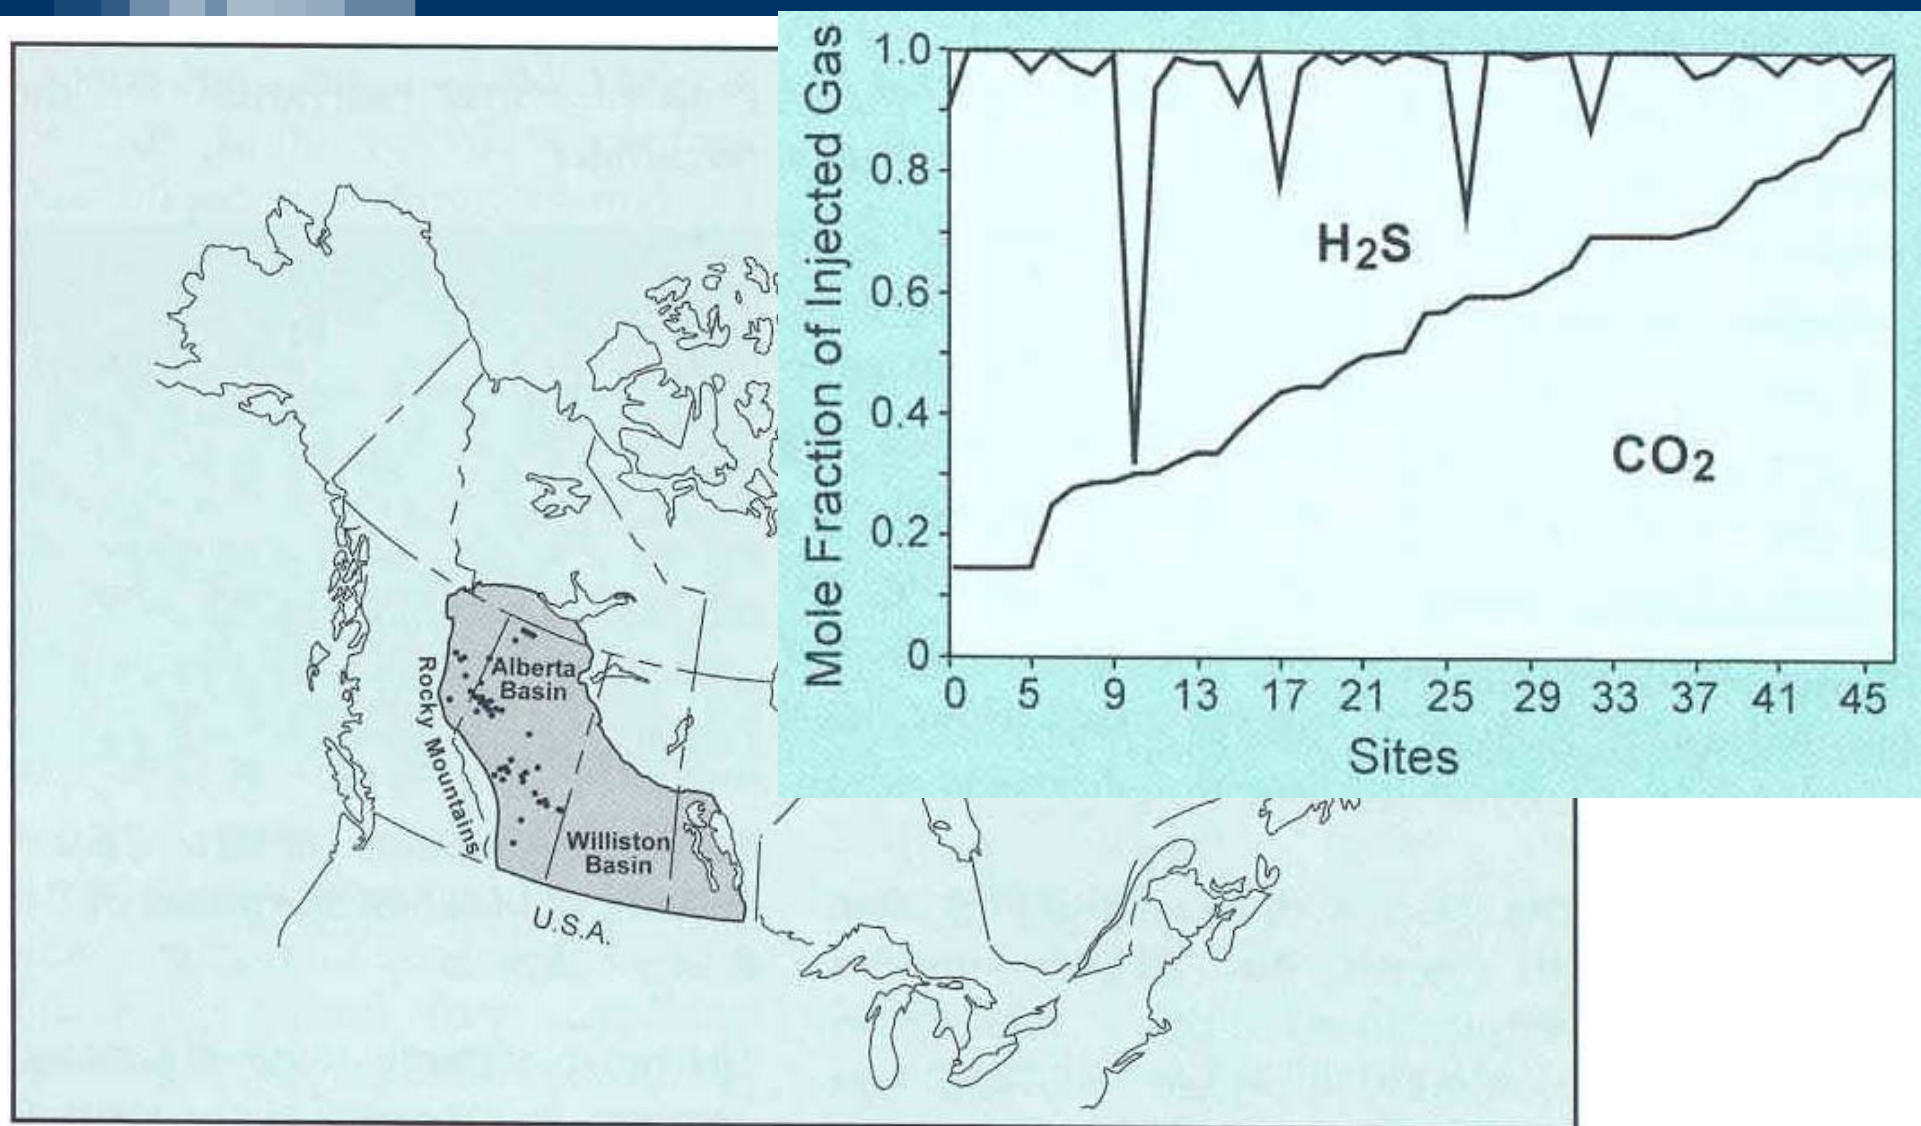 1.0
0.8
0.6
0.4
0.2
0
Mole Fraction of Injected Gas
H₂S
CO₂
0 5 9 13 17 21 25 29 33 37 41 45
Sites
Alberta
Basin
Rocky Mountains
Williston
Basin
U.S.A.